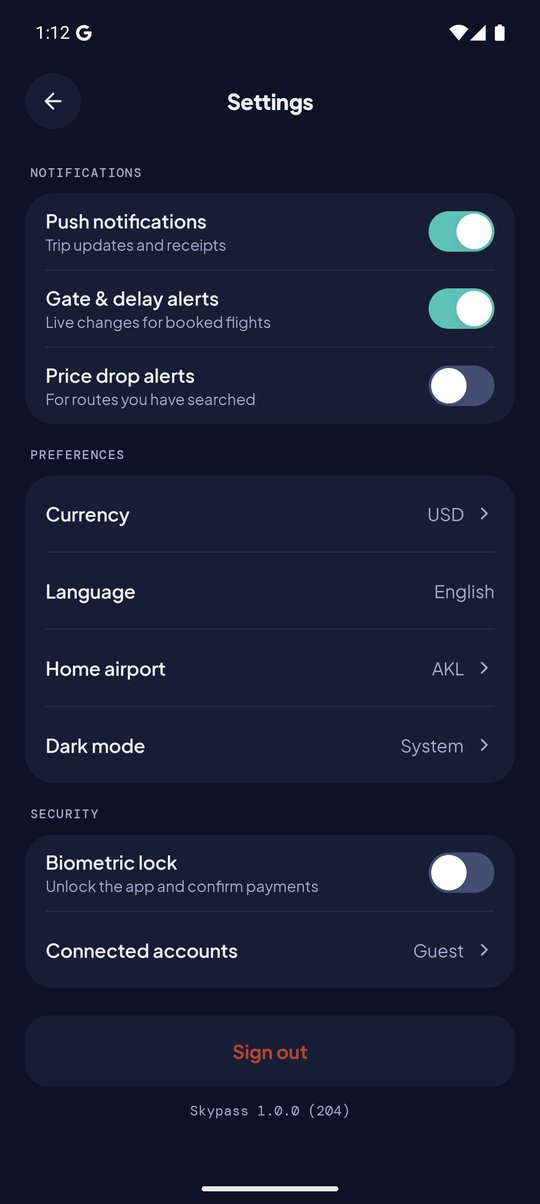 1:12
Settings
NOTIFICATIONS
Push notifications
Trip updates and receipts
Gate & delay alerts
Live changes for booked flights
Price drop alerts
For routes you have searched
PREFERENCES
Currency USD
Language English
Home airport AKL
Dark mode System
SECURITY
Biometric lock
Unlock the app and confirm payments
Connected accounts Guest
Sign out
Skypass 1.0.0 (204)